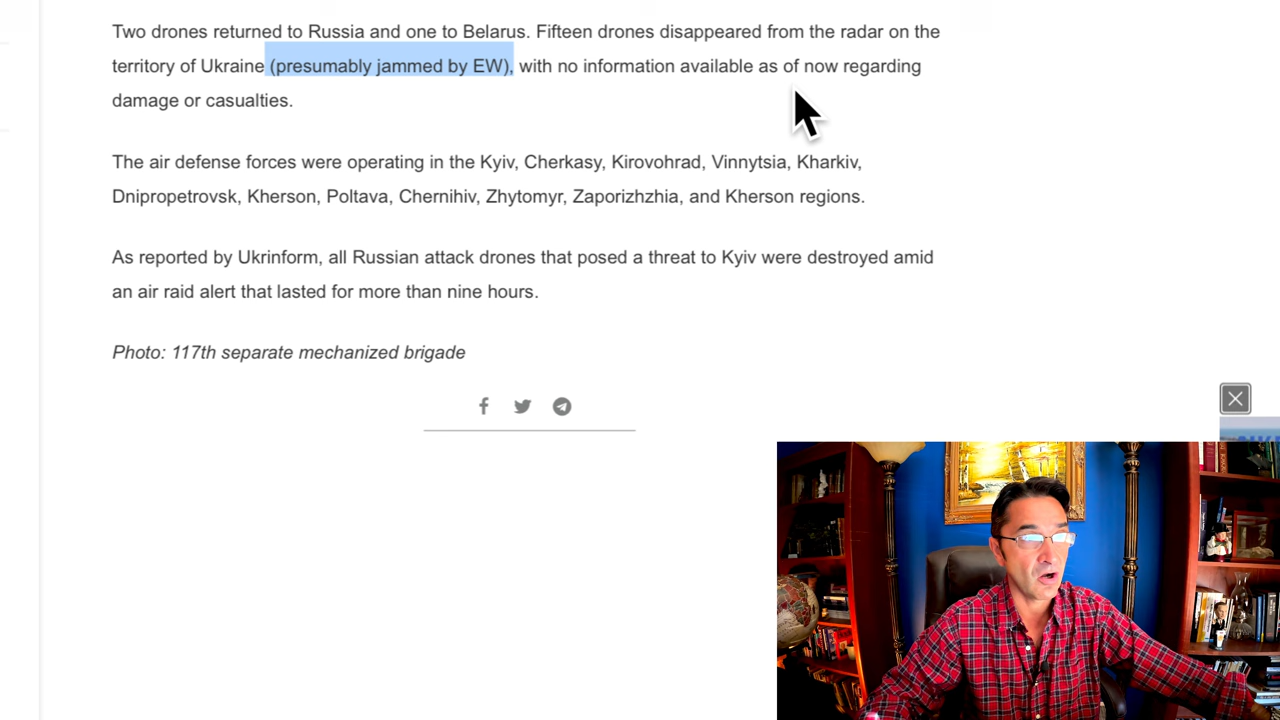 Two drones returned to Russia and one to Belarus. Fifteen drones disappeared from the radar on the
territory of Ukraine (presumably jammed by EW), with no information available as of now regarding
damage or casualties.
The air defense forces were operating in the Kyiv, Cherkasy, Kirovohrad, Vinnytsia, Kharkiv,
Dnipropetrovsk, Kherson, Poltava, Chernihiv, Zhytomyr, Zaporizhzhia, and Kherson regions.
As reported by Ukrinform, all Russian attack drones that posed a threat to Kyiv were destroyed amid
an air raid alert that lasted for more than nine hours.
Photo: 117th separate mechanized brigade